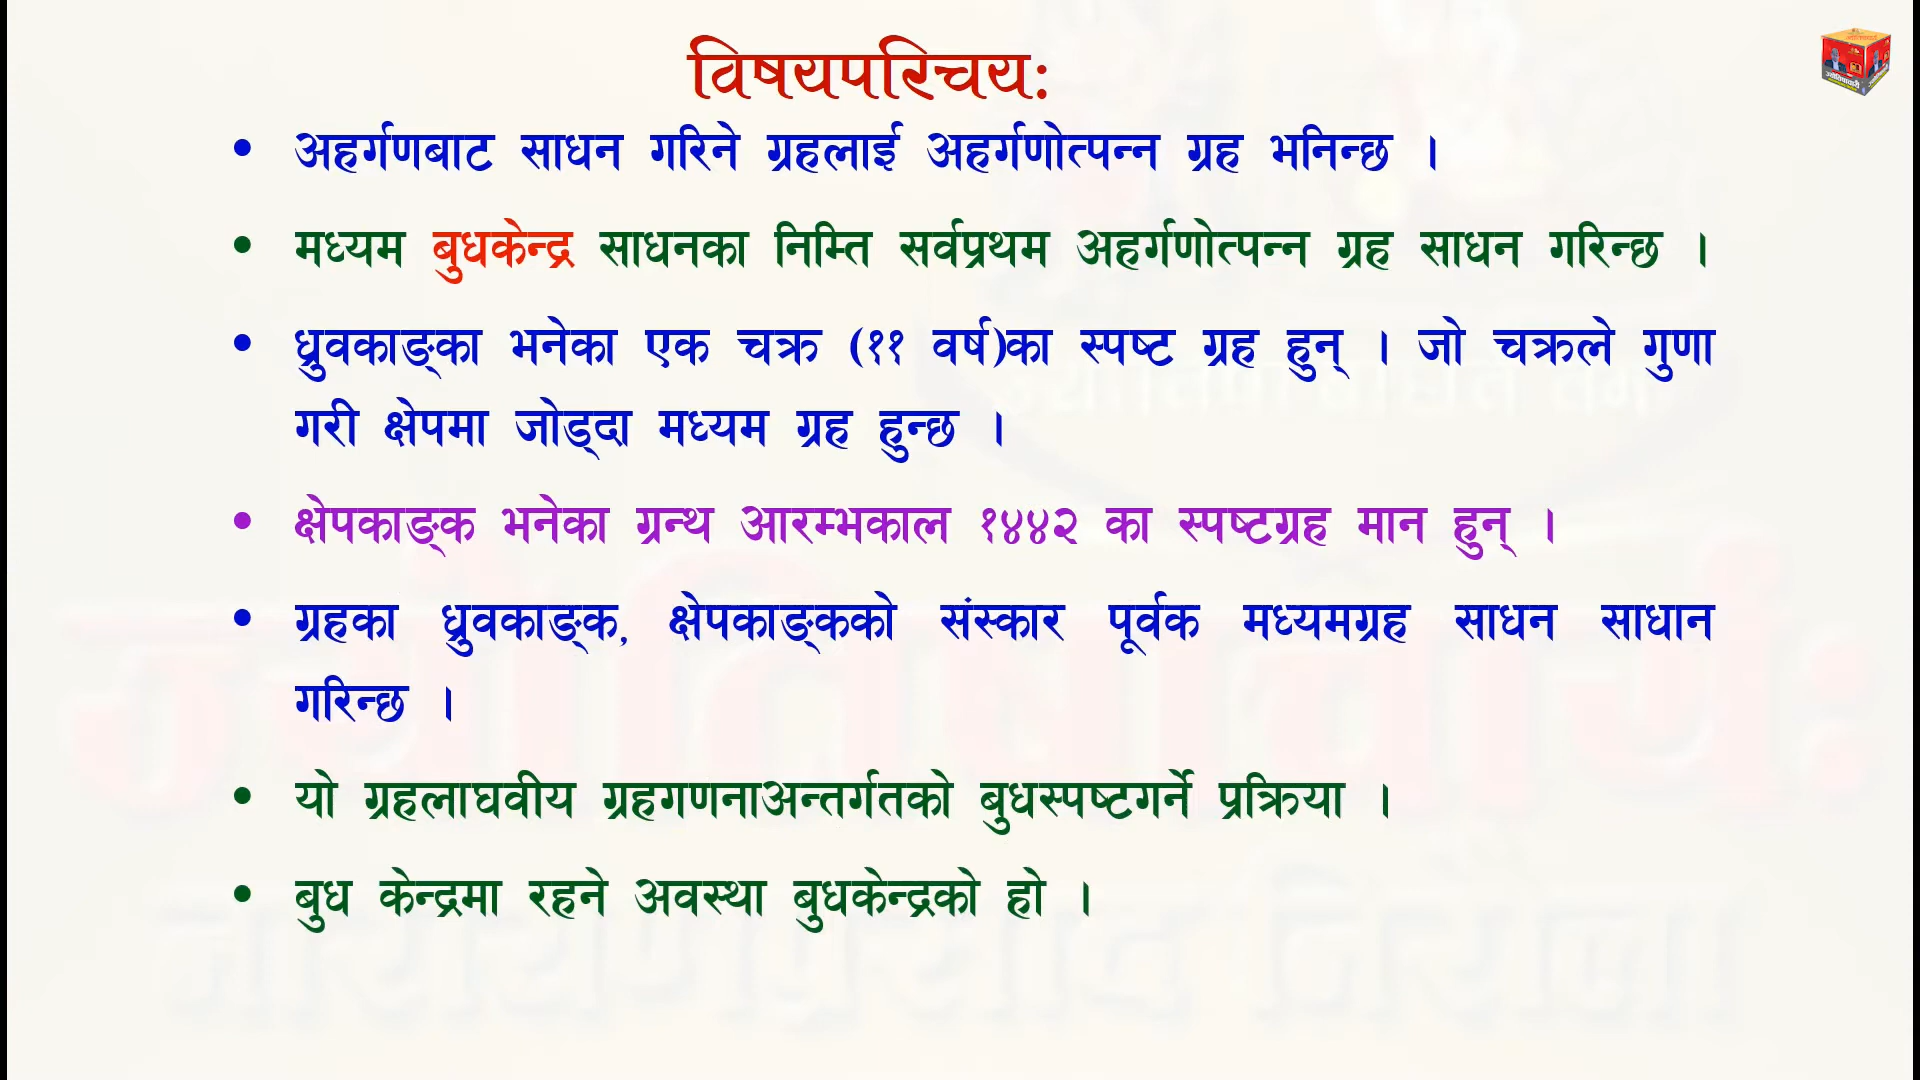 विषयपरिचय:
• अहर्गणबाट साधन गरिने ग्रहलाई अहर्गणोत्पन्न ग्रह भनिन्छ ।
• मध्यम बुधकेन्द्र साधनका निम्ति सर्वप्रथम अहर्गणोत्पन्न ग्रह साधन गरिन्छ ।
• ध्रुवकाङ्का भनेका एक चक्र (११ वर्ष)का स्पष्ट ग्रह हुन् । जो चक्रले गुणा
गरी क्षेपमा जोड्दा मध्यम ग्रह हुन्छ ।
• क्षेपकाङ्क भनेका ग्रन्थ आरम्भकाल १४४२ का स्पष्टग्रह मान हुन् ।
• ग्रहका ध्रुवकाङ्क, क्षेपकाङ्कको संस्कार पूर्वक मध्यमग्रह साधन साधान
गरिन्छ ।
• यो ग्रहलाघवीय ग्रहगणनाअन्तर्गतको बुधस्पष्टगर्ने प्रक्रिया ।
• बुध केन्द्रमा रहने अवस्था बुधकेन्द्रको हो ।